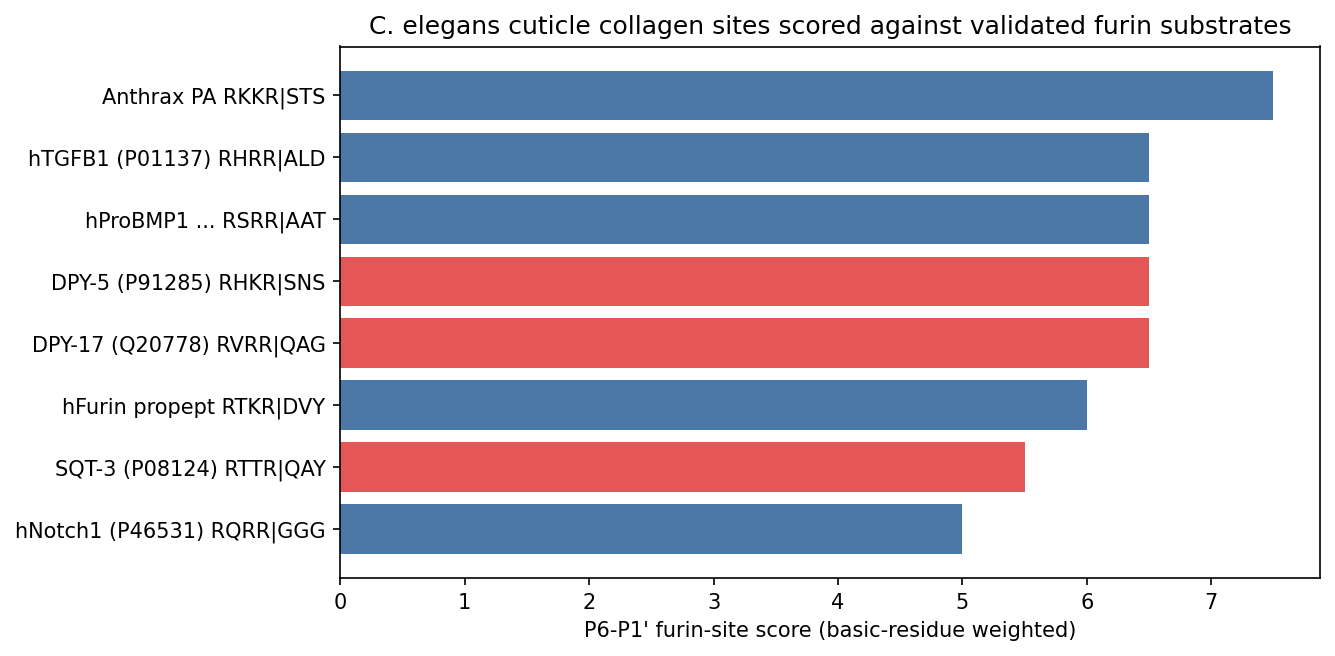 C. elegans cuticle collagen sites scored against validated furin substrates
Anthrax PA RKKR|STS
hTGFB1 (P01137) RHRR|ALD
hProBMP1 ... RSRR|AAT
DPY-5 (P91285) RHKR|SNS
DPY-17 (Q20778) RVRR|QAG
hFurin propept RTKR|DVY
SQT-3 (P08124) RTTR|QAY
hNotch1 (P46531) RQRR|GGG
0 1 2 3 4 5 6 7
P6-P1' furin-site score (basic-residue weighted)